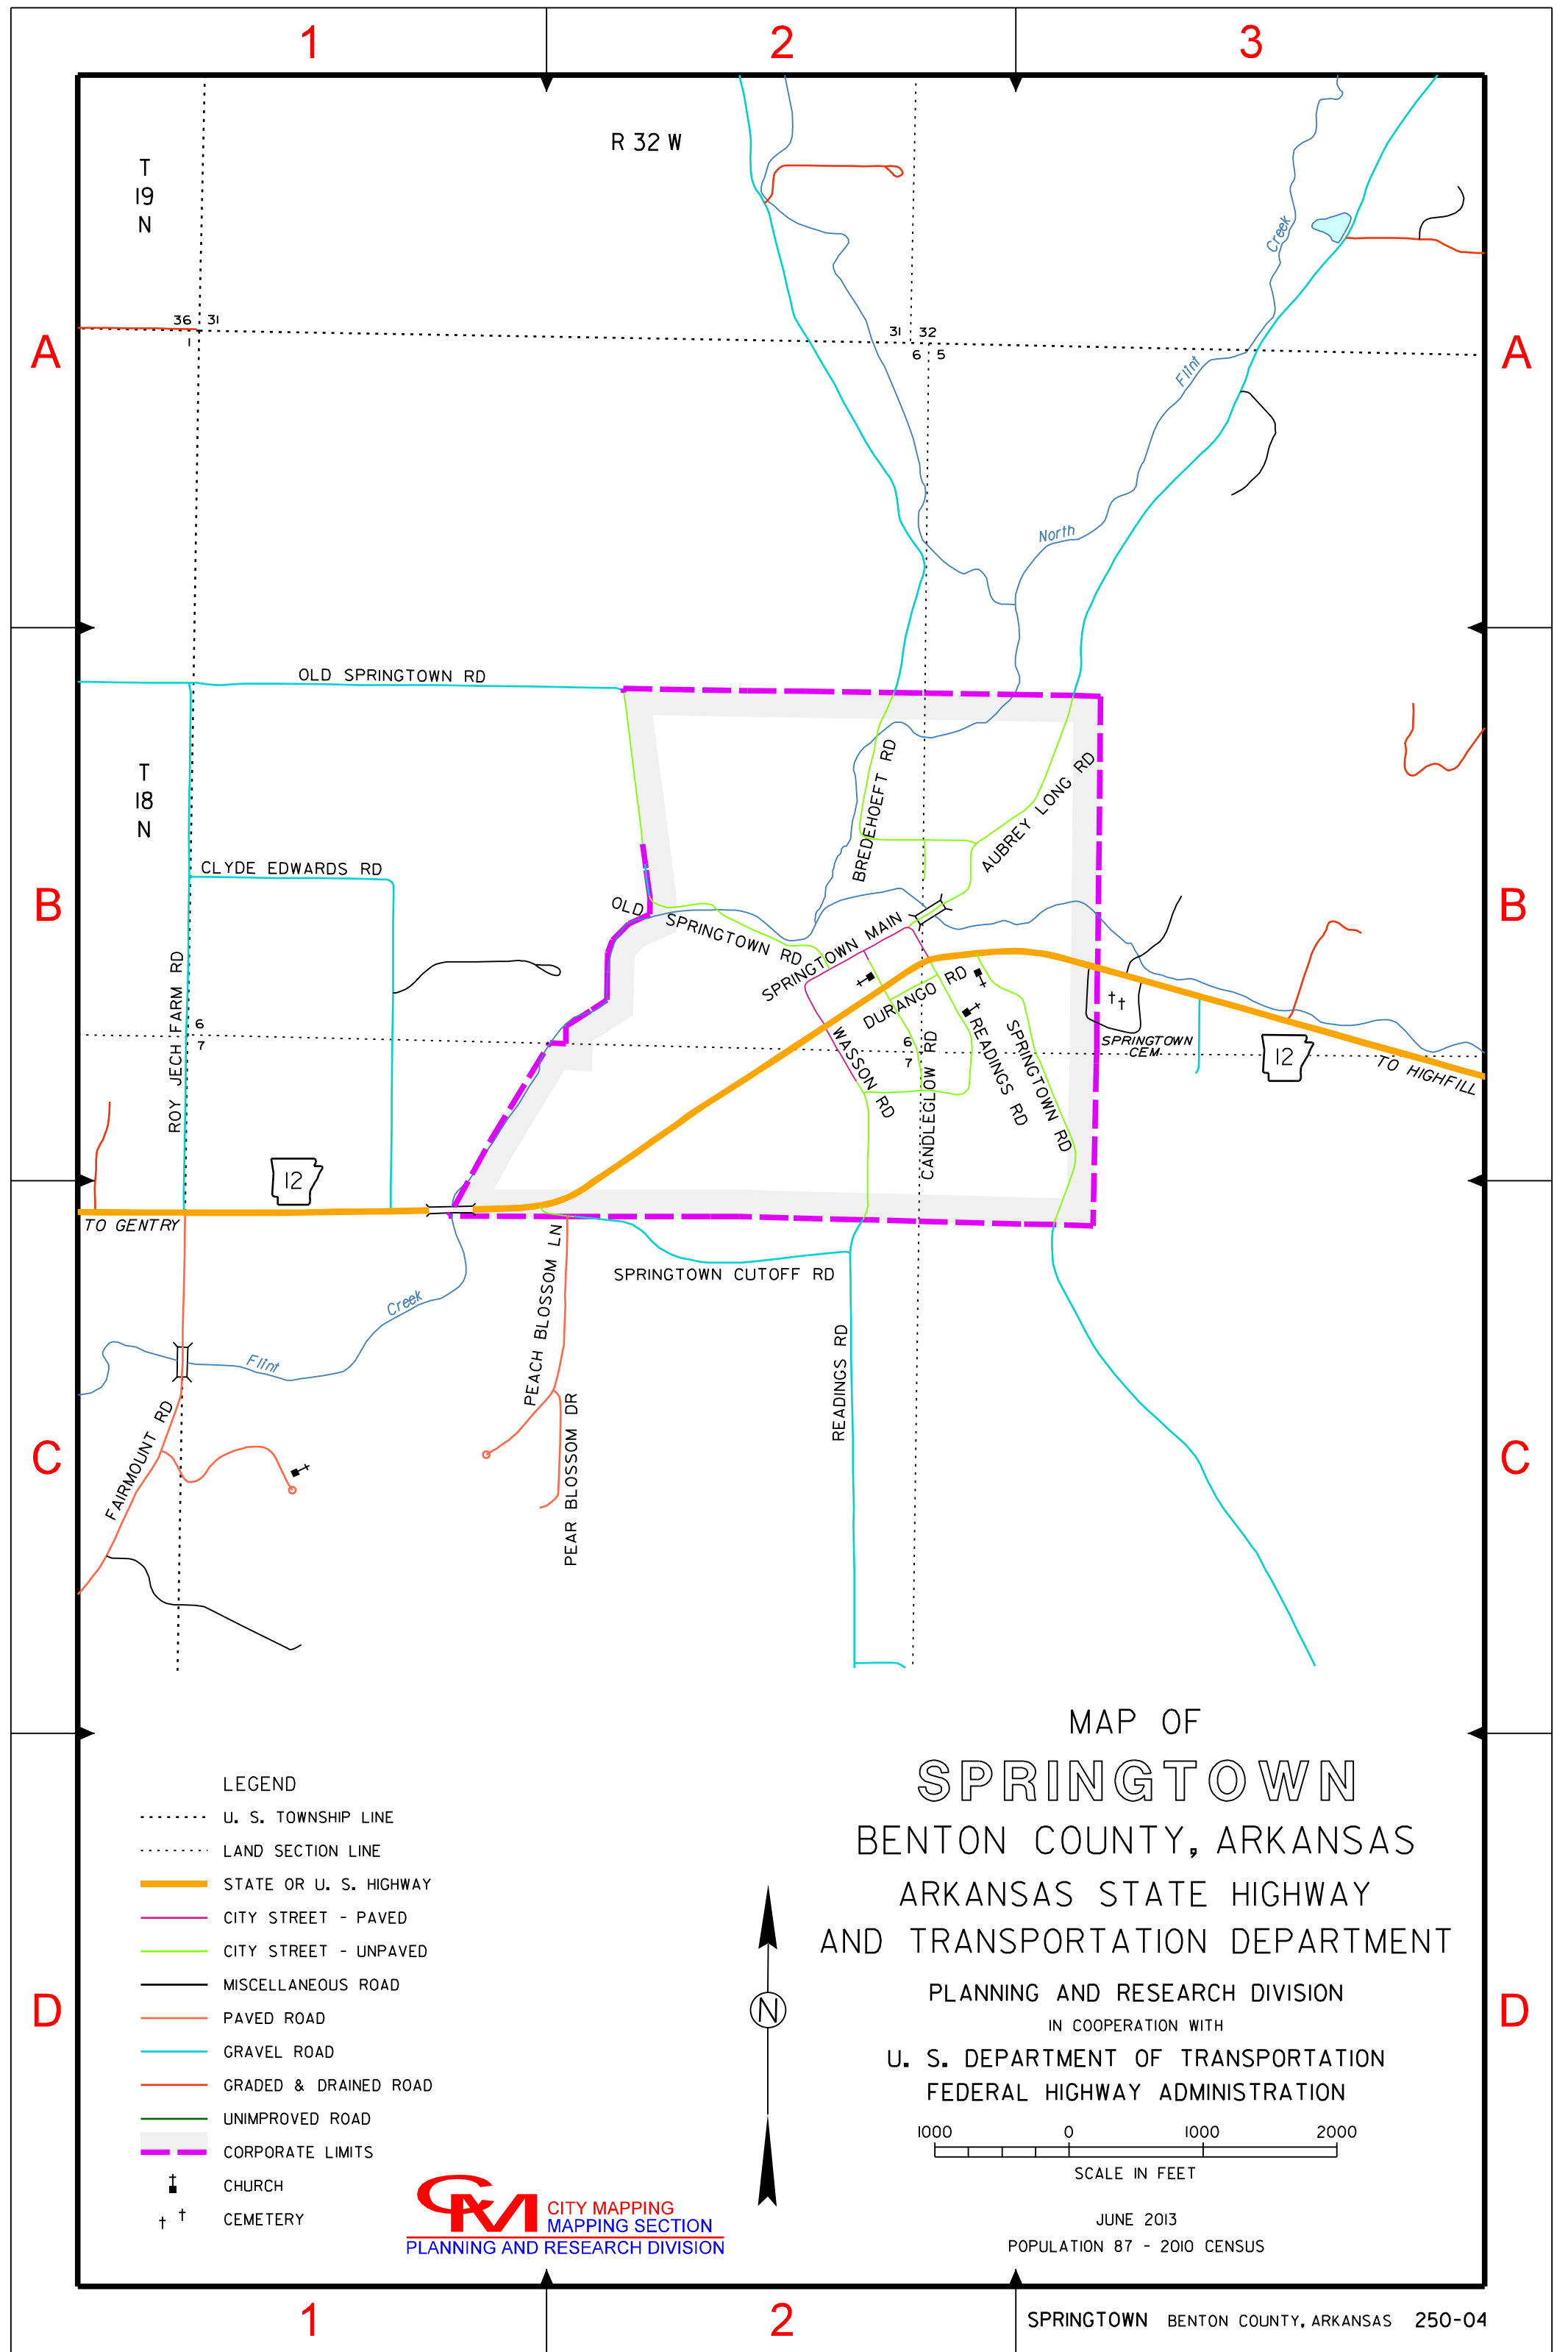 1
2
3
R 32 W
T
19
N
Creek
36 31
1
31 32
6 5
A
A
Flint
North
OLD SPRINGTOWN RD
T
18
N
BREDEHOEFT RD
AUBREY LONG RD
CLYDE EDWARDS RD
B
B
OLD SPRINGTOWN RD
SPRINGTOWN MAIN
ROY JECH FARM RD
6
7
DURANGO RD
WASSON RD
6
7
CANDLEGLOW RD
READINGS RD
SPRINGTOWN RD
SPRINGTOWN
CEM.
12
TO HIGHFILL
12
TO GENTRY
PEACH BLOSSOM LN
SPRINGTOWN CUTOFF RD
Creek
Flint
READINGS RD
FAIRMOUNT RD
PEAR BLOSSOM DR
C
C
MAP OF
SPRINGTOWN
BENTON COUNTY, ARKANSAS
ARKANSAS STATE HIGHWAY
AND TRANSPORTATION DEPARTMENT
PLANNING AND RESEARCH DIVISION
IN COOPERATION WITH
U. S. DEPARTMENT OF TRANSPORTATION
FEDERAL HIGHWAY ADMINISTRATION
1000 0 1000 2000
SCALE IN FEET
JUNE 2013
POPULATION 87 - 2010 CENSUS
LEGEND
U. S. TOWNSHIP LINE
LAND SECTION LINE
STATE OR U. S. HIGHWAY
CITY STREET - PAVED
CITY STREET - UNPAVED
MISCELLANEOUS ROAD
PAVED ROAD
GRAVEL ROAD
GRADED & DRAINED ROAD
UNIMPROVED ROAD
CORPORATE LIMITS
CHURCH
CEMETERY
N
D
D
CM
CITY MAPPING
MAPPING SECTION
PLANNING AND RESEARCH DIVISION
1
2
SPRINGTOWN BENTON COUNTY, ARKANSAS 250-04